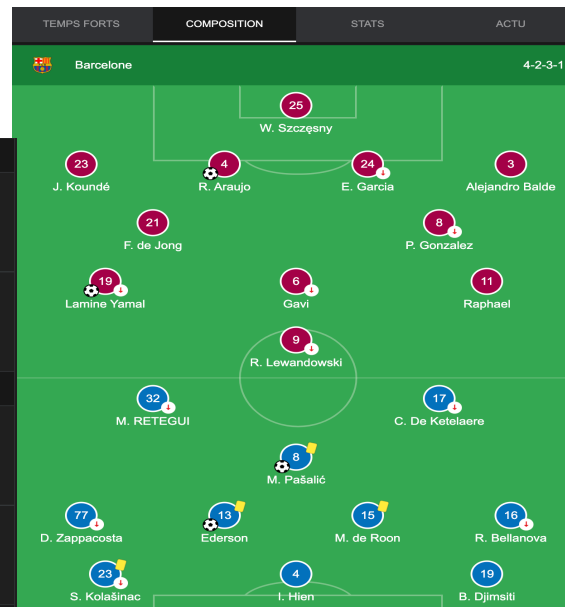 TEMPS FORTS COMPOSITION STATS ACTU
Barcelone 4-2-3-1
25
W. Szczęsny
23 4 24 3
J. Koundé R. Araujo E. Garcia Alejandro Balde
21 8
F. de Jong P. Gonzalez
19 6 11
Lamine Yamal Gavi Raphael
9
R. Lewandowski
32 17
M. RETEGUI C. De Ketelaere
8
M. Pašalić
77 13 15 16
D. Zappacosta Ederson M. de Roon R. Bellanova
23 4 19
S. Kolašinac I. Hien B. Djimsiti